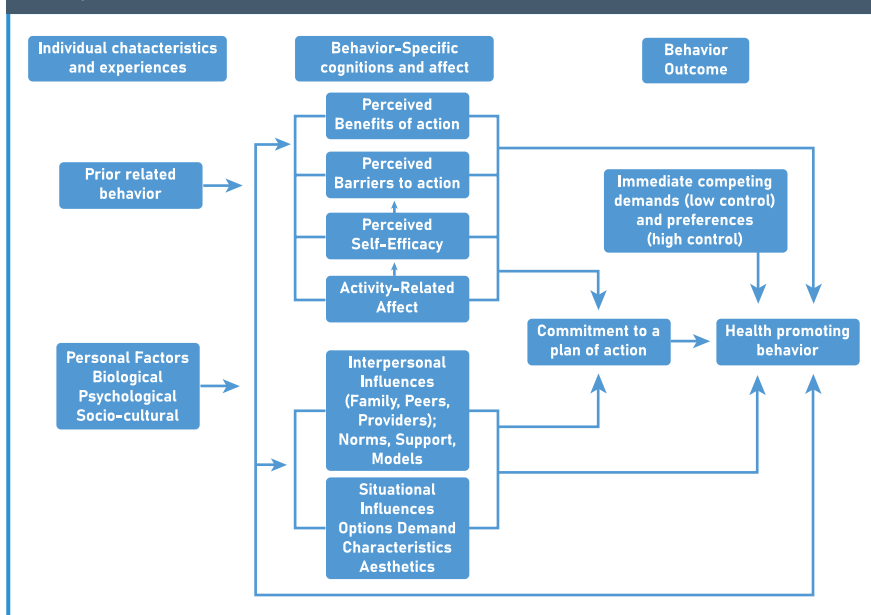 Individual chatacteristics
and experiences
Behavior-Specific
cognitions and affect
Behavior
Outcome
Perceived
Benefits of action
Prior related
behavior
Perceived
Barriers to action
Immediate competing
demands (low control)
and preferences
(high control)
Perceived
Self-Efficacy
Activity-Related
Affect
Commitment to a
plan of action
Health promoting
behavior
Personal Factors
Biological
Psychological
Socio-cultural
Interpersonal
Influences
(Family, Peers,
Providers);
Norms, Support,
Models
Situational
Influences
Options Demand
Characteristics
Aesthetics